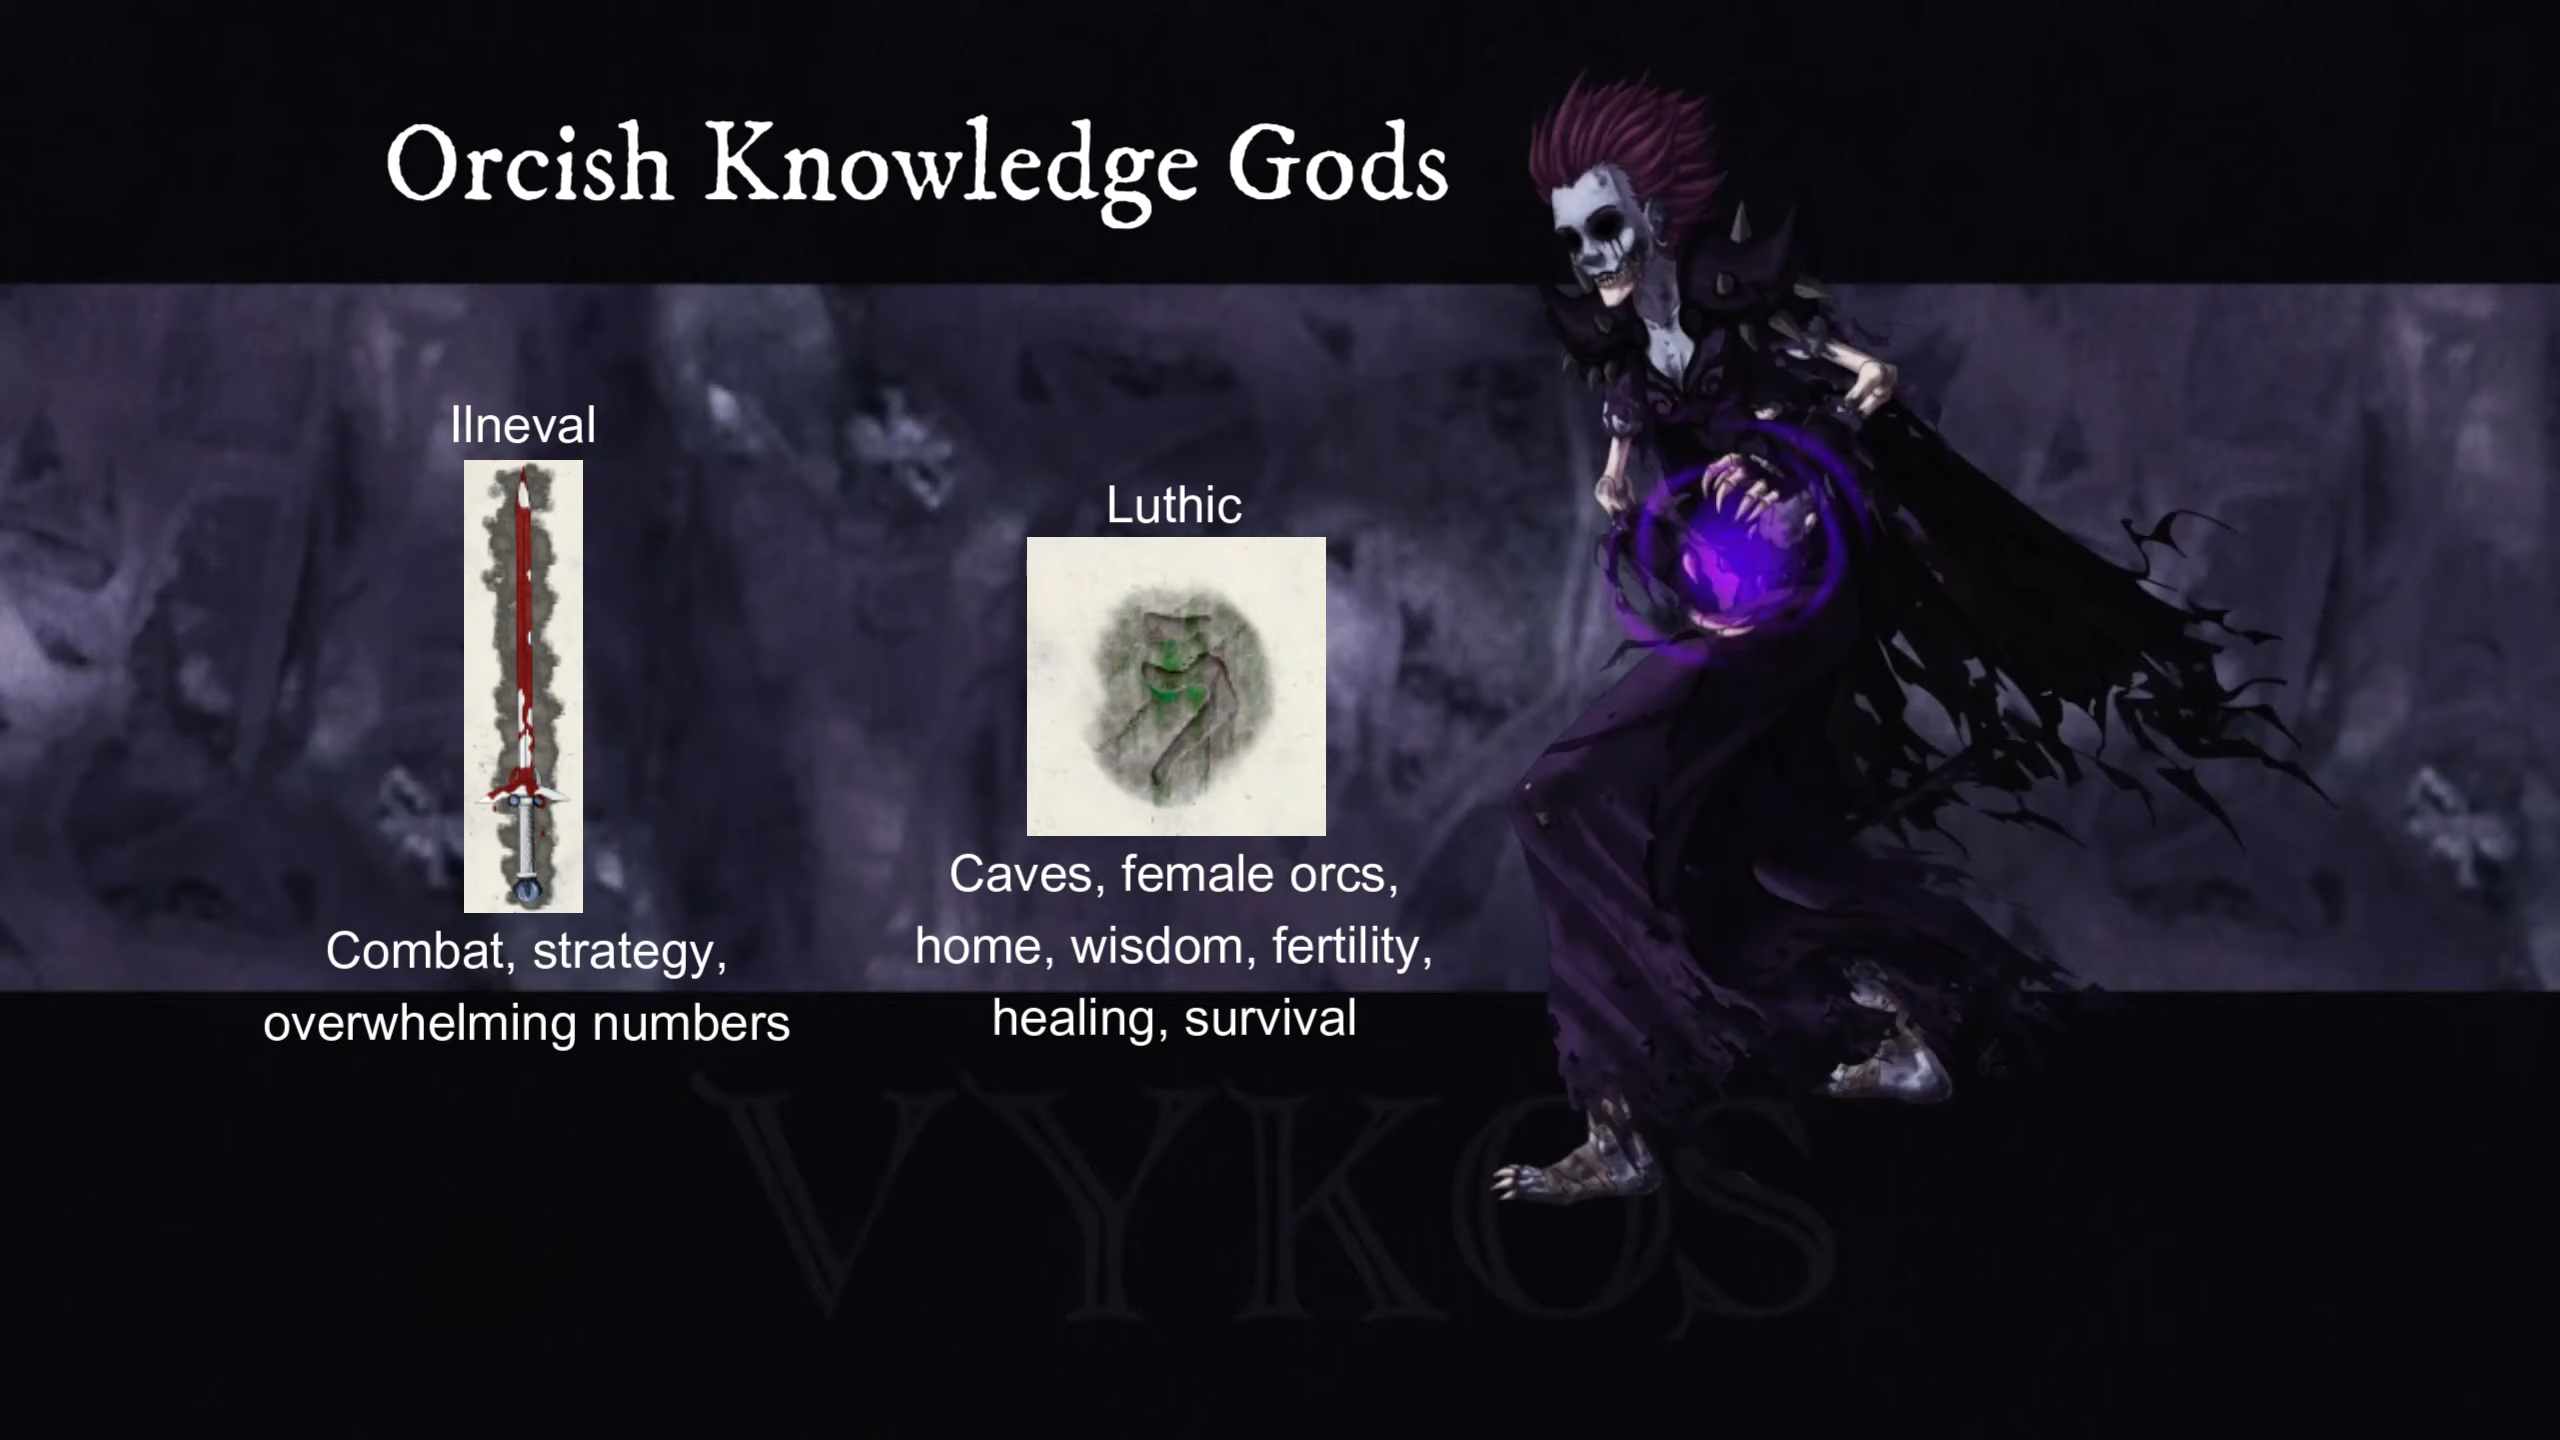 Orcish Knowledge Gods
Ilneval
Combat, strategy,
overwhelming numbers
Luthic
Caves, female orcs,
home, wisdom, fertility,
healing, survival
VYKOS